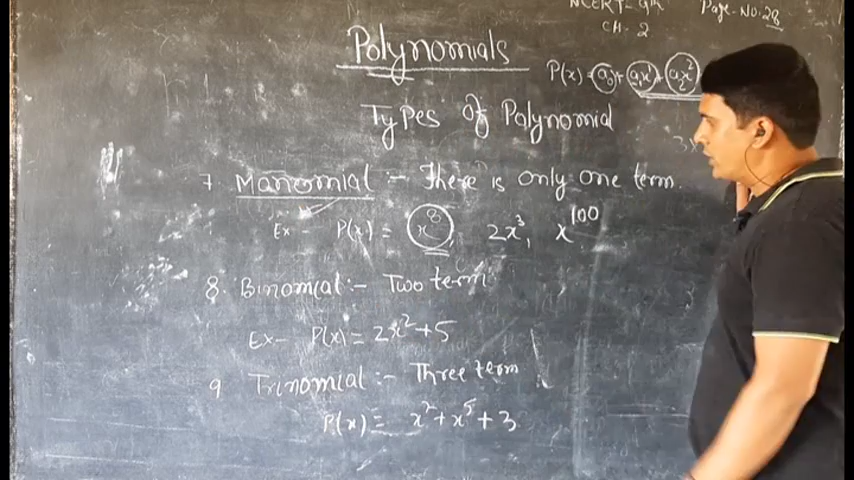 NCERT-9th Page-No:28
CH-2
Polynomials
P(x) = a₀+ a₁x¹+ a₂x²
Types of Polynomial
7. Manomial :- There is only one term.
Ex- P(x) = x⁸, 2x³, x¹⁰⁰
8. Binomial :- Two term
Ex- P(x) = 2x²+5
9 Trinomial :- Three term
P(x) = x²+x⁵+3